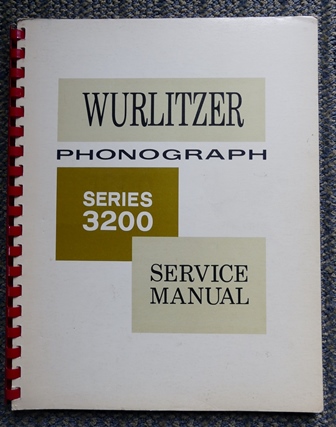 WURLITZER
PHONOGRAPH
SERIES
3200
SERVICE
MANUAL